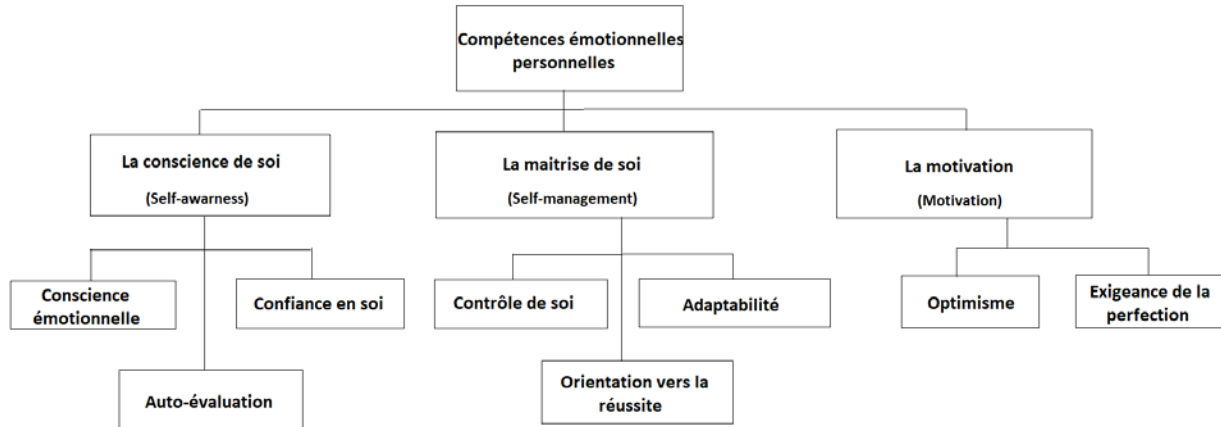 Compétences émotionnelles
personnelles
La conscience de soi
(Self-awarness)
La maitrise de soi
(Self-management)
La motivation
(Motivation)
Conscience
émotionnelle
Confiance en soi
Auto-évaluation
Contrôle de soi
Adaptabilité
Orientation vers la
réussite
Optimisme
Exigeance de la
perfection